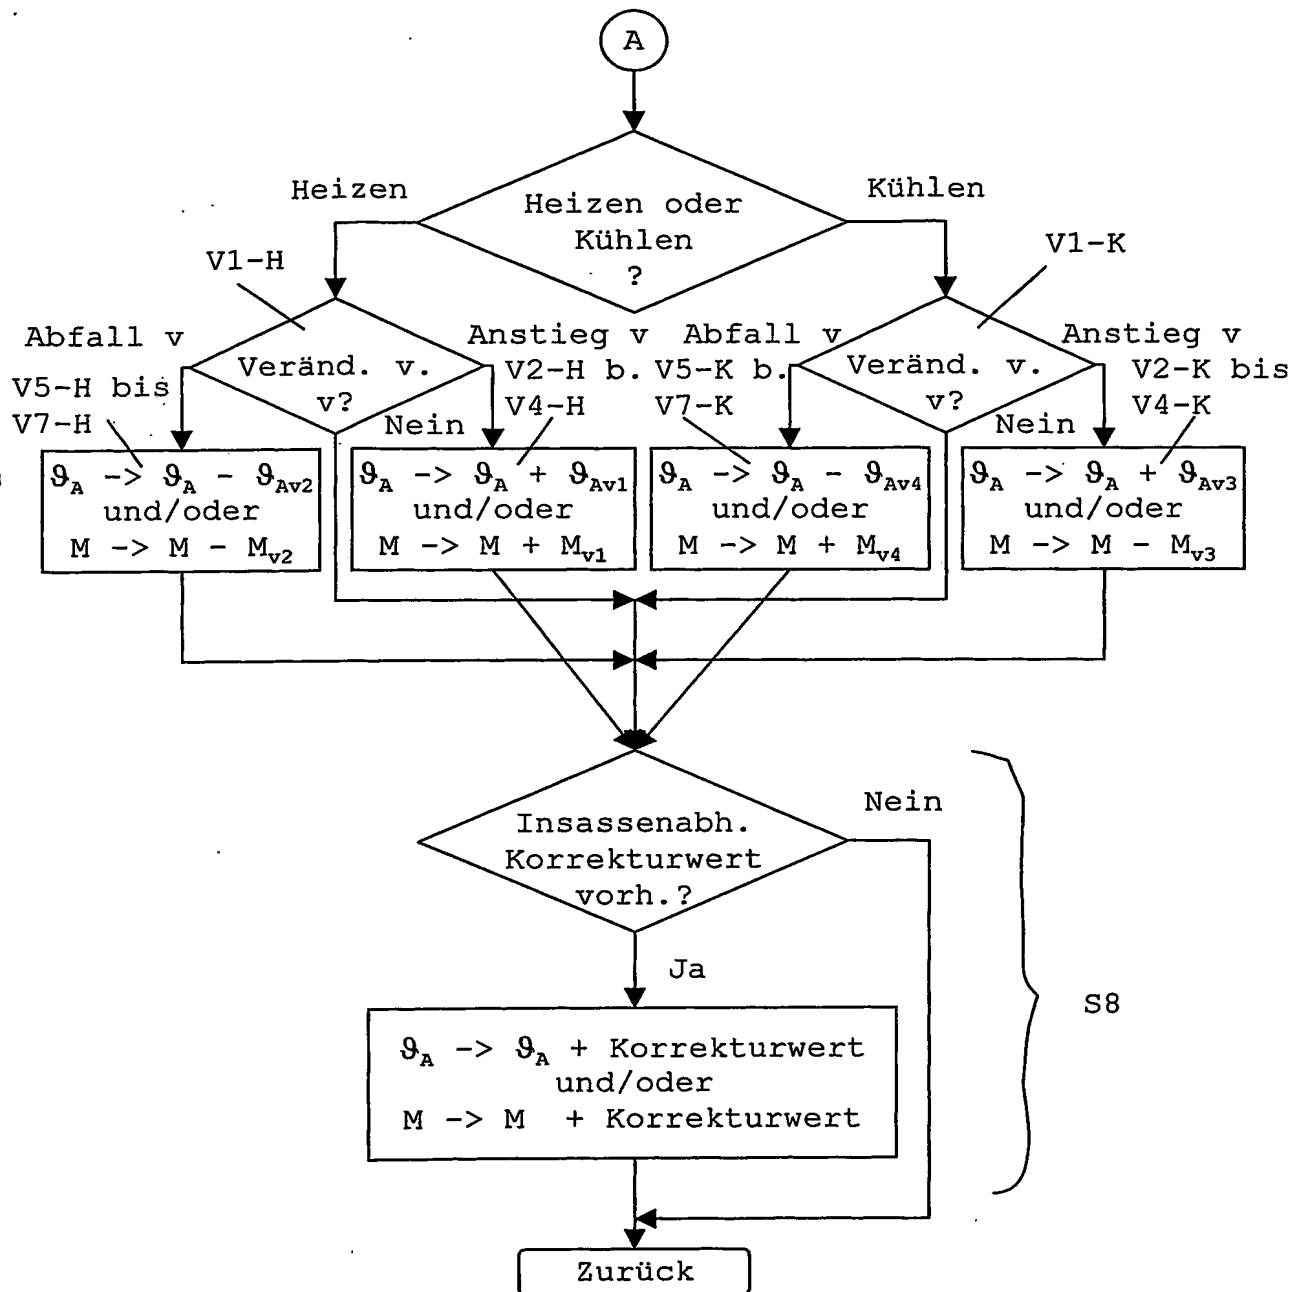 A
Heizen
Kühlen
Heizen oder
Kühlen
?
V1-H
V1-K
Abfall v
Anstieg v
Abfall v
Anstieg v
V5-H bis
V7-H
Veränd. v.
v?
V2-H b.
V4-H
V5-K b.
V7-K
Veränd. v.
v?
V2-K bis
V4-K
Nein
Nein
ϑA -> ϑA - ϑAv2
und/oder
M -> M - Mv2
ϑA -> ϑA + ϑAv1
und/oder
M -> M + Mv1
ϑA -> ϑA - ϑAv4
und/oder
M -> M + Mv4
ϑA -> ϑA + ϑAv3
und/oder
M -> M - Mv3
Insassenabh.
Korrekturwert
vorh.?
Nein
Ja
S8
ϑA -> ϑA + Korrekturwert
und/oder
M -> M + Korrekturwert
Zurück